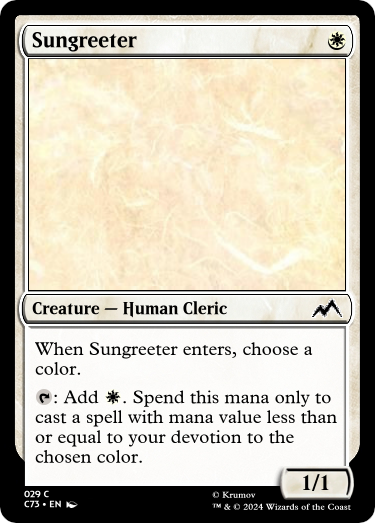 Sungreeter
Creature — Human Cleric
When Sungreeter enters, choose a
color.
: Add . Spend this mana only to
cast a spell with mana value less than
or equal to your devotion to the
chosen color.
1/1
029 C
C73 • EN
© Krumov
™ & © 2024 Wizards of the Coast